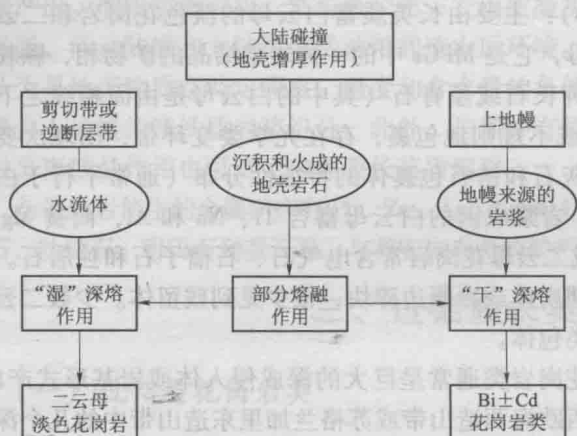 大陆碰撞
（地壳增厚作用）
剪切带或
逆断层带
上地幔
水流体
沉积和火成的
地壳岩石
地幔来源的
岩浆
“湿”深熔
作用
部分熔融
“干”深熔
作用
二云母
淡色花岗岩
Bi±Cd
花岗岩类